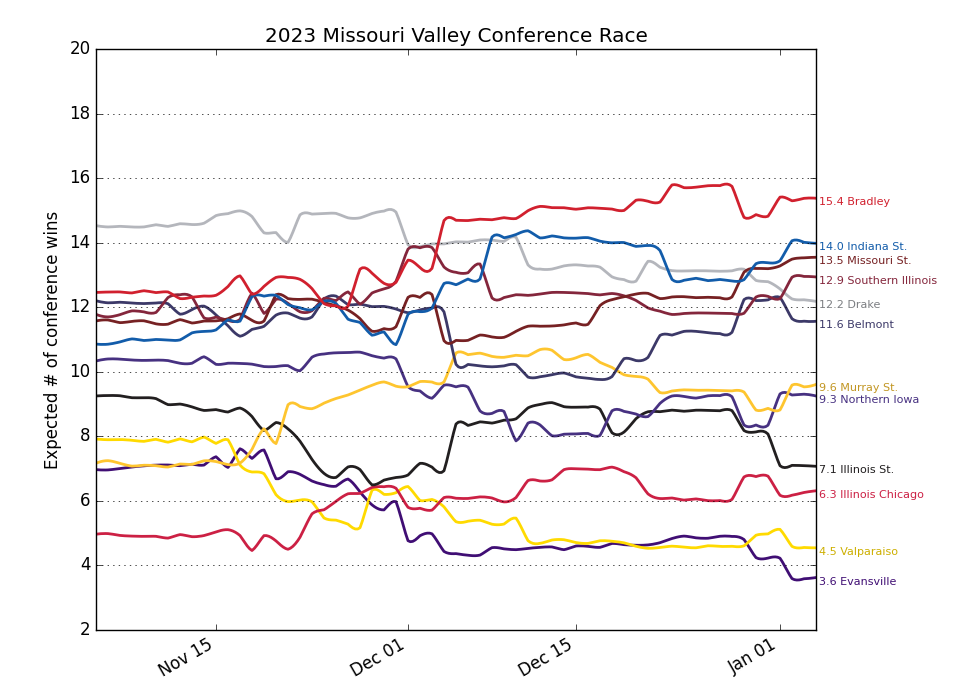 2023 Missouri Valley Conference Race
Expected # of conference wins
20
18
16
14
12
10
8
6
4
2
15.4 Bradley
14.0 Indiana St.
13.5 Missouri St.
12.9 Southern Illinois
12.2 Drake
11.6 Belmont
9.6 Murray St.
9.3 Northern Iowa
7.1 Illinois St.
6.3 Illinois Chicago
4.5 Valparaiso
3.6 Evansville
Nov 15
Dec 01
Dec 15
Jan 01